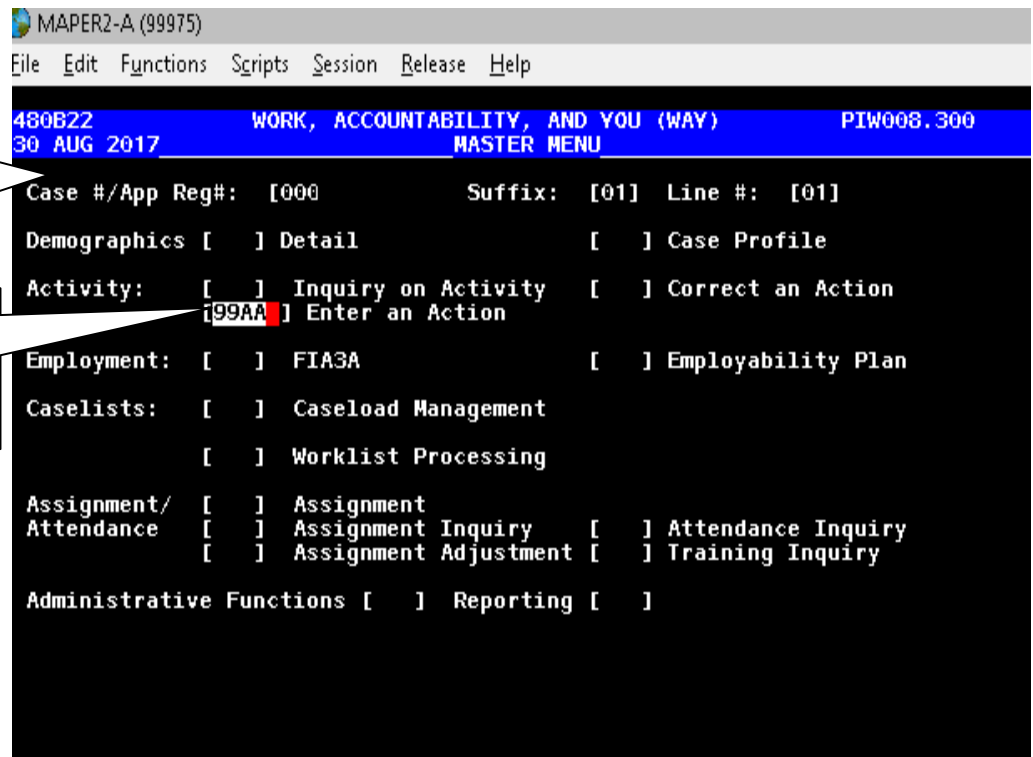 MAPER2-A (99975)
File Edit Functions Scripts Session Release Help
480B22 WORK, ACCOUNTABILITY, AND YOU (WAY) PIW008.300
30 AUG 2017 MASTER MENU
Case #/App Reg#: [000 Suffix: [01] Line #: [01]
Demographics [ ] Detail [ ] Case Profile
Activity: [ ] Inquiry on Activity [ ] Correct an Action
[99AA ] Enter an Action
Employment: [ ] FIA3A [ ] Employability Plan
Caselists: [ ] Caseload Management
[ ] Worklist Processing
Assignment/ [ ] Assignment
Attendance [ ] Assignment Inquiry [ ] Attendance Inquiry
[ ] Assignment Adjustment [ ] Training Inquiry
Administrative Functions [ ] Reporting [ ]